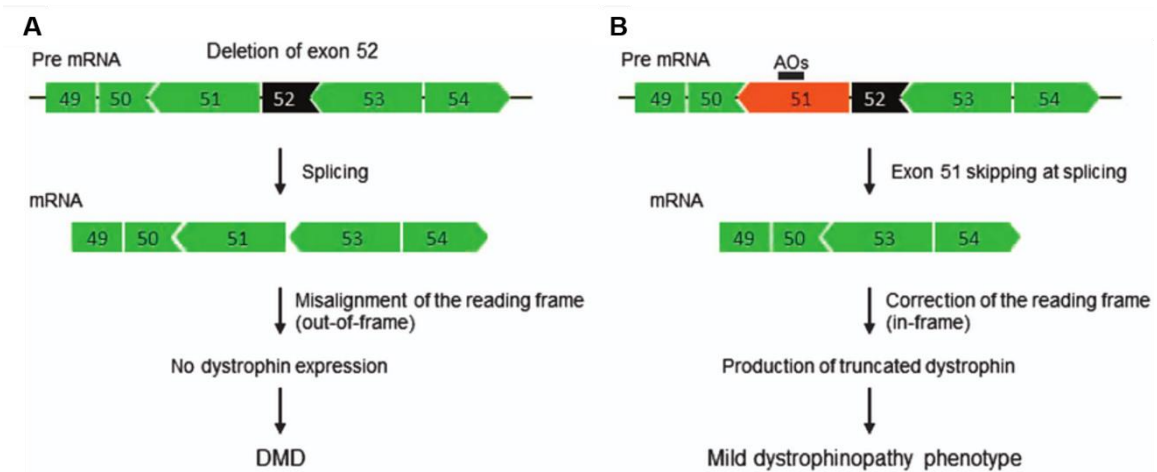 A
Deletion of exon 52
Pre mRNA
49 50 51 52 53 54
Splicing
mRNA
49 50 51 53 54
Misalignment of the reading frame
(out-of-frame)
No dystrophin expression
DMD
B
Pre mRNA
AOs
49 50 51 52 53 54
Exon 51 skipping at splicing
mRNA
49 50 53 54
Correction of the reading frame
(in-frame)
Production of truncated dystrophin
Mild dystrophinopathy phenotype